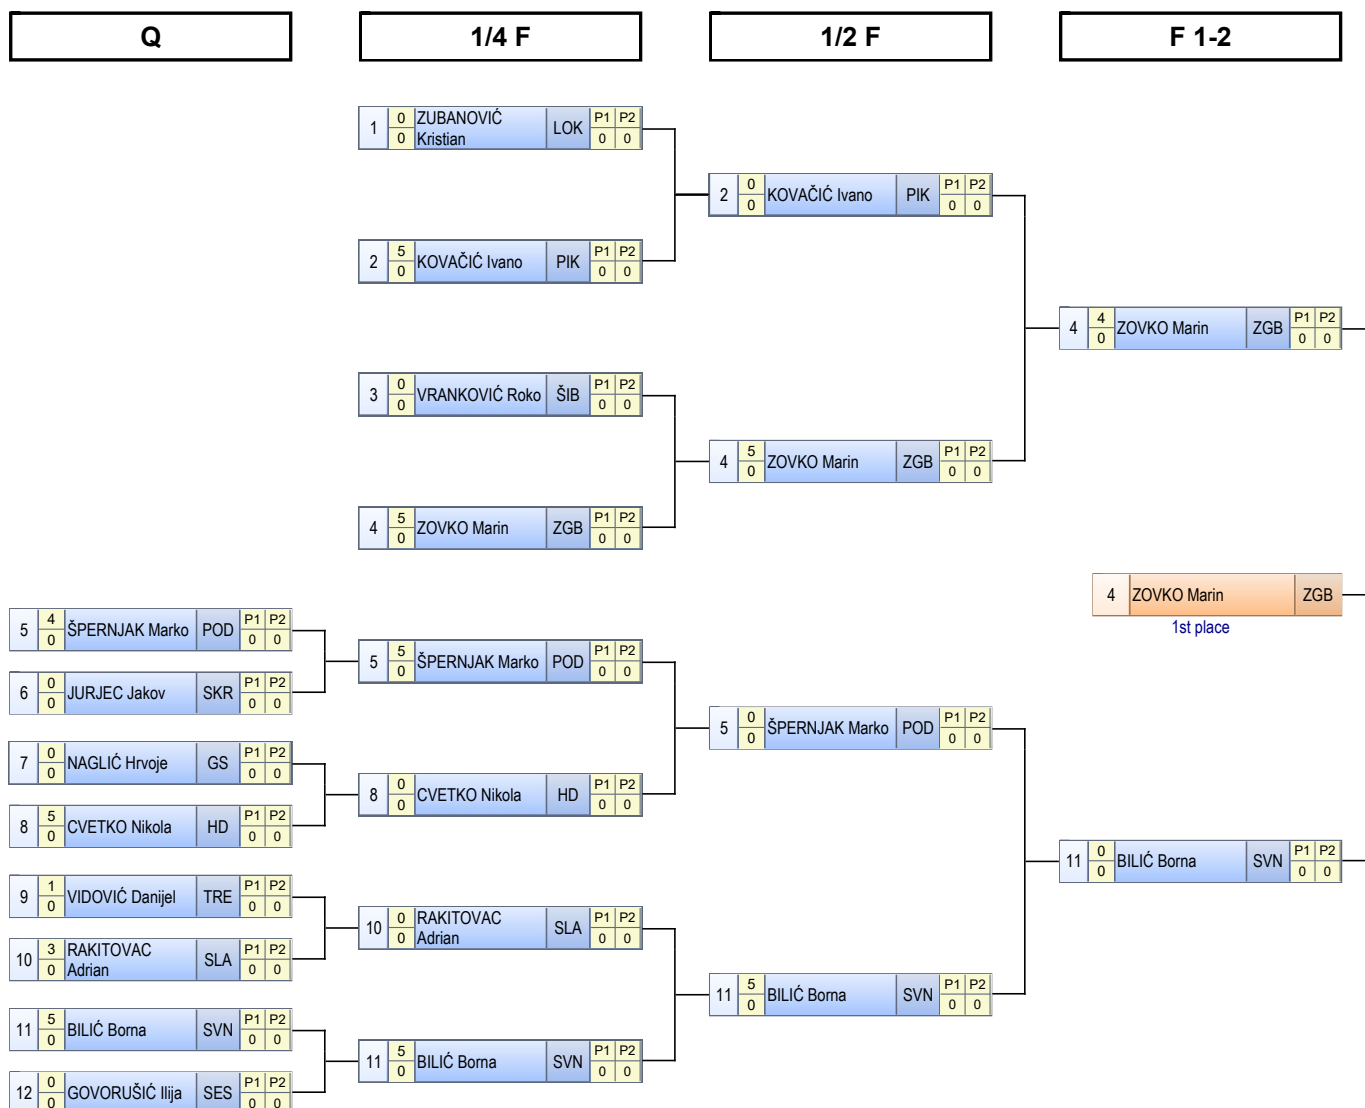 Q 1/4 F 1/2 F F 1-2
1 0 0 ZUBANOVIĆ Kristian LOK P1 P2 0 0
2 5 0 KOVAČIĆ Ivano PIK P1 P2 0 0
3 0 0 VRANKOVIĆ Roko ŠIB P1 P2 0 0
4 5 0 ZOVKO Marin ZGB P1 P2 0 0
2 0 0 KOVAČIĆ Ivano PIK P1 P2 0 0
4 5 0 ZOVKO Marin ZGB P1 P2 0 0
4 4 0 ZOVKO Marin ZGB P1 P2 0 0
4 ZOVKO Marin ZGB
1st place
5 4 0 ŠPERNJAK Marko POD P1 P2 0 0
6 0 0 JURJEC Jakov SKR P1 P2 0 0
7 0 0 NAGLIĆ Hrvoje GS P1 P2 0 0
8 5 0 CVETKO Nikola HD P1 P2 0 0
9 1 0 VIDOVIĆ Danijel TRE P1 P2 0 0
10 3 0 RAKITOVAC Adrian SLA P1 P2 0 0
11 5 0 BILIĆ Borna SVN P1 P2 0 0
12 0 0 GOVORUŠIĆ Ilija SES P1 P2 0 0
5 5 0 ŠPERNJAK Marko POD P1 P2 0 0
8 0 0 CVETKO Nikola HD P1 P2 0 0
10 0 0 RAKITOVAC Adrian SLA P1 P2 0 0
11 5 0 BILIĆ Borna SVN P1 P2 0 0
5 0 0 ŠPERNJAK Marko POD P1 P2 0 0
11 5 0 BILIĆ Borna SVN P1 P2 0 0
11 0 0 BILIĆ Borna SVN P1 P2 0 0